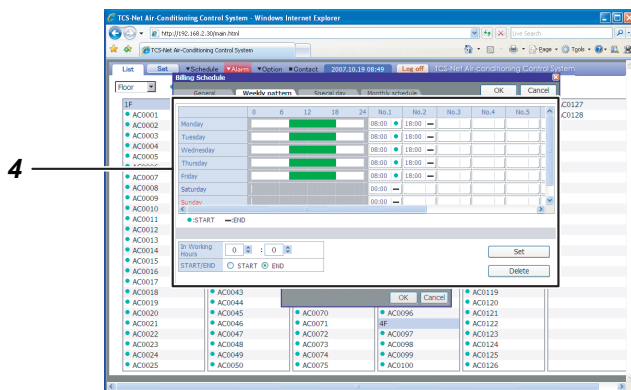 TCS-Net Air-Conditioning Control System - Windows Internet Explorer
http://192.168.2.30/main.html
Live Search
TCS-Net Air-Conditioning Control System
Page
Tools
List Set ▼Schedule ▼Alarm ▼Option ■Contact 2007.10.19 08:49 Log off TCS-Net Air-conditioning Control System
Billing Schedule
Floor
General Weekly pattern Special day Monthly schedule OK Cancel
0 6 12 18 24 No.1 No.2 No.3 No.4 No.5
Monday 08:00 ● 18:00 —
Tuesday 08:00 ● 18:00 —
Wednesday 08:00 ● 18:00 —
Thursday 08:00 ● 18:00 —
Friday 08:00 ● 18:00 —
Saturday 00:00 —
Sunday 00:00 —
●:START —:END
In Working Hours 0 : 0
START/END START END
Set
Delete
4
1F
AC0001
AC0002
AC0003
AC0004
AC0005
AC0007
AC0008
AC0009
AC0010
AC0011
AC0012
AC0013
AC0014
AC0015
AC0016
AC0017
AC0018
AC0019
AC0020
AC0021
AC0022
AC0023
AC0024
AC0025
AC0043
AC0044
AC0045
AC0046
AC0047
AC0048
AC0049
AC0050
OK Cancel
AC0070
AC0071
AC0072
AC0073
AC0074
AC0075
AC0096
4F
AC0097
AC0098
AC0099
AC0100
AC0119
AC0120
AC0121
AC0122
AC0123
AC0124
AC0125
AC0126
AC0127
AC0128